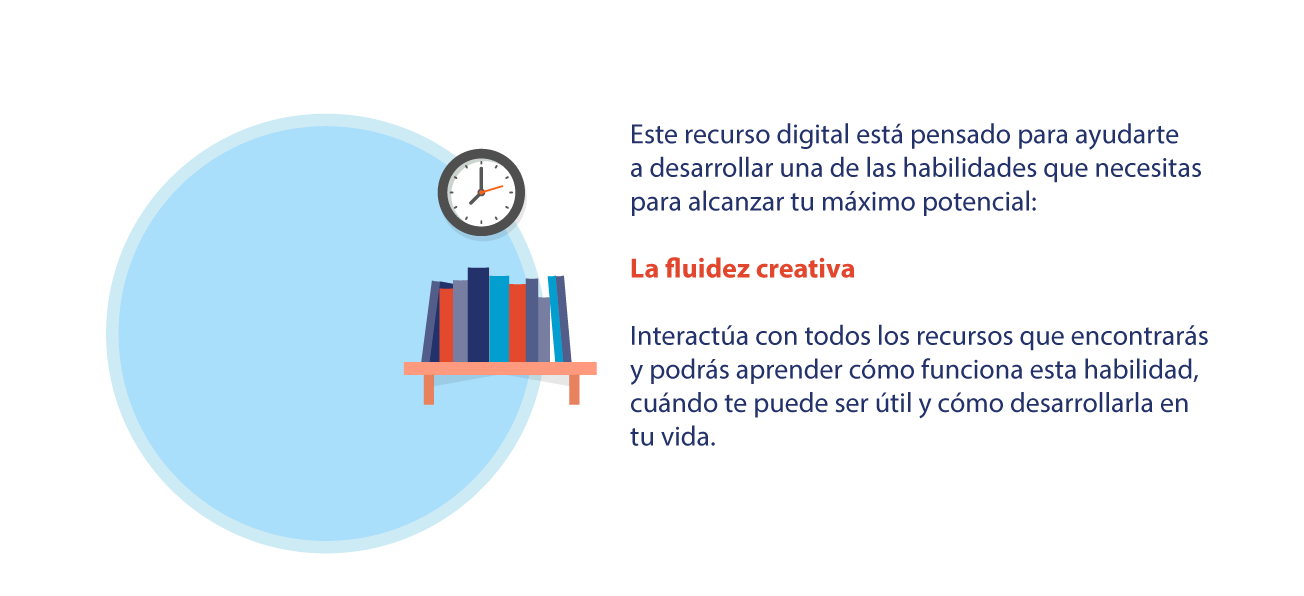 Este recurso digital está pensado para ayudarte
a desarrollar una de las habilidades que necesitas
para alcanzar tu máximo potencial:
La fluidez creativa
Interactúa con todos los recursos que encontrarás
y podrás aprender cómo funciona esta habilidad,
cuándo te puede ser útil y cómo desarrollarla en
tu vida.